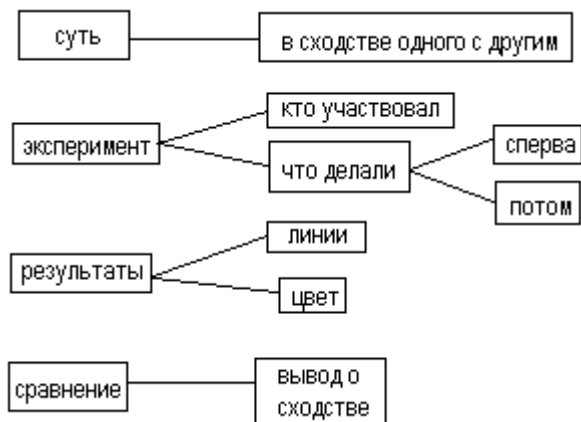 суть
в сходстве одного с другим
эксперимент
кто участвовал
что делали
сперва
потом
результаты
линии
цвет
сравнение
вывод о
сходстве